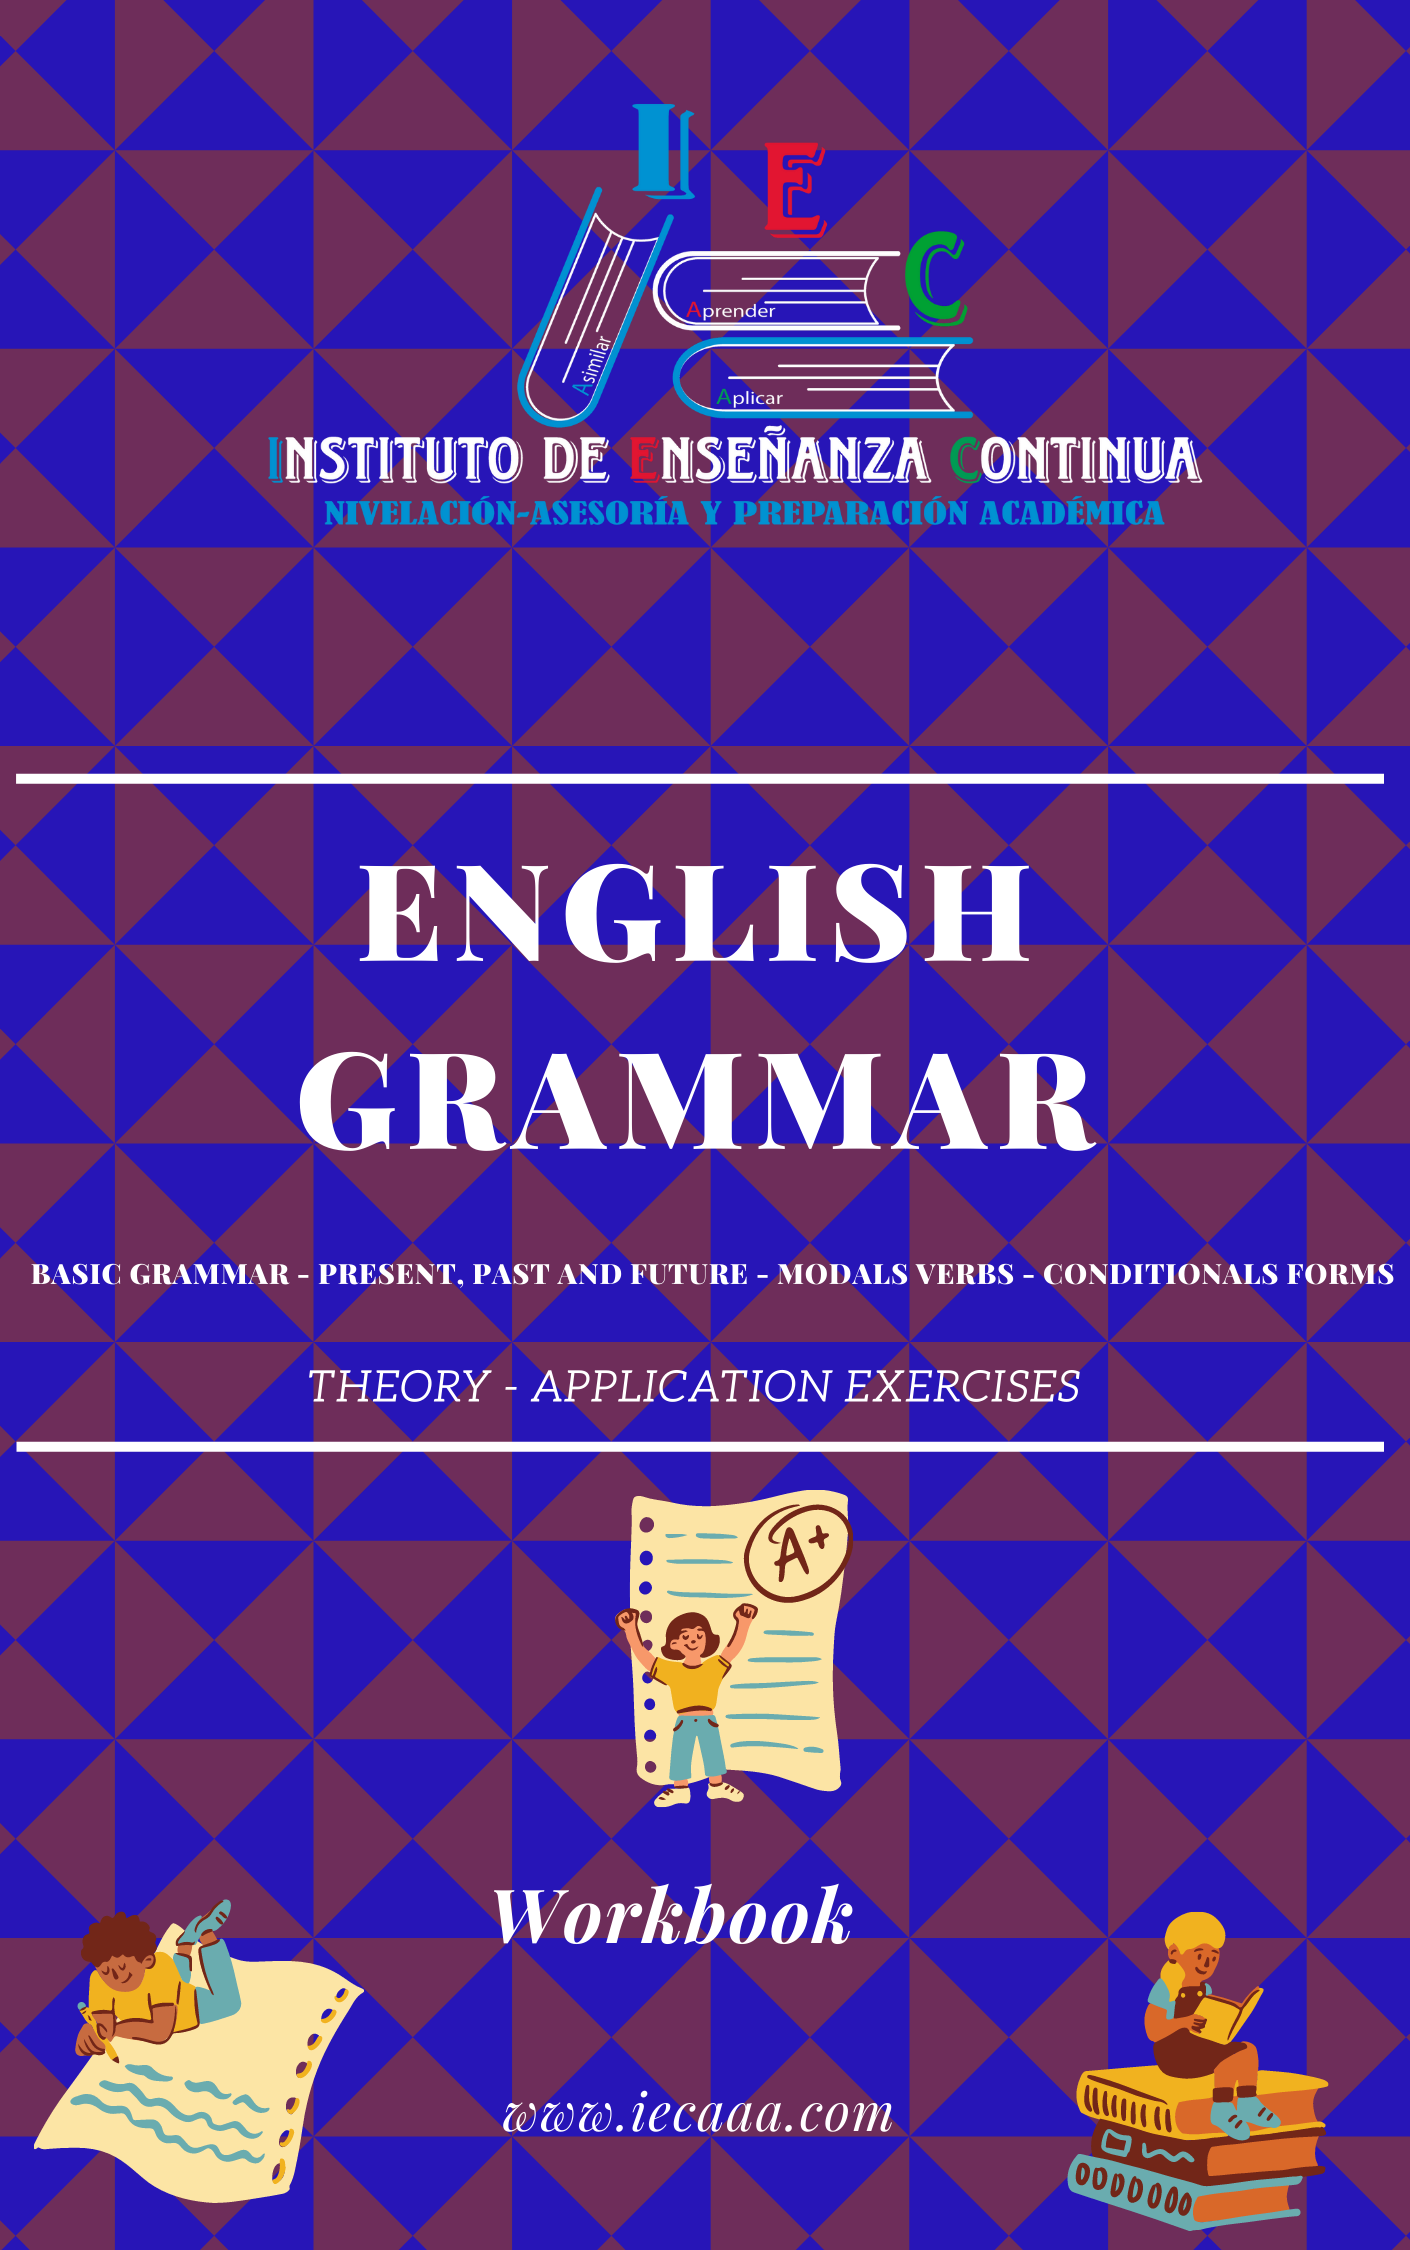 I E C
Asimilar
Aprender
Aplicar
INSTITUTO DE ENSEÑANZA CONTINUA
NIVELACIÓN-ASESORÍA Y PREPARACIÓN ACADÉMICA
ENGLISH
GRAMMAR
BASIC GRAMMAR - PRESENT, PAST AND FUTURE - MODALS VERBS - CONDITIONALS FORMS
THEORY - APPLICATION EXERCISES
A+
Workbook
www.iecaaa.com